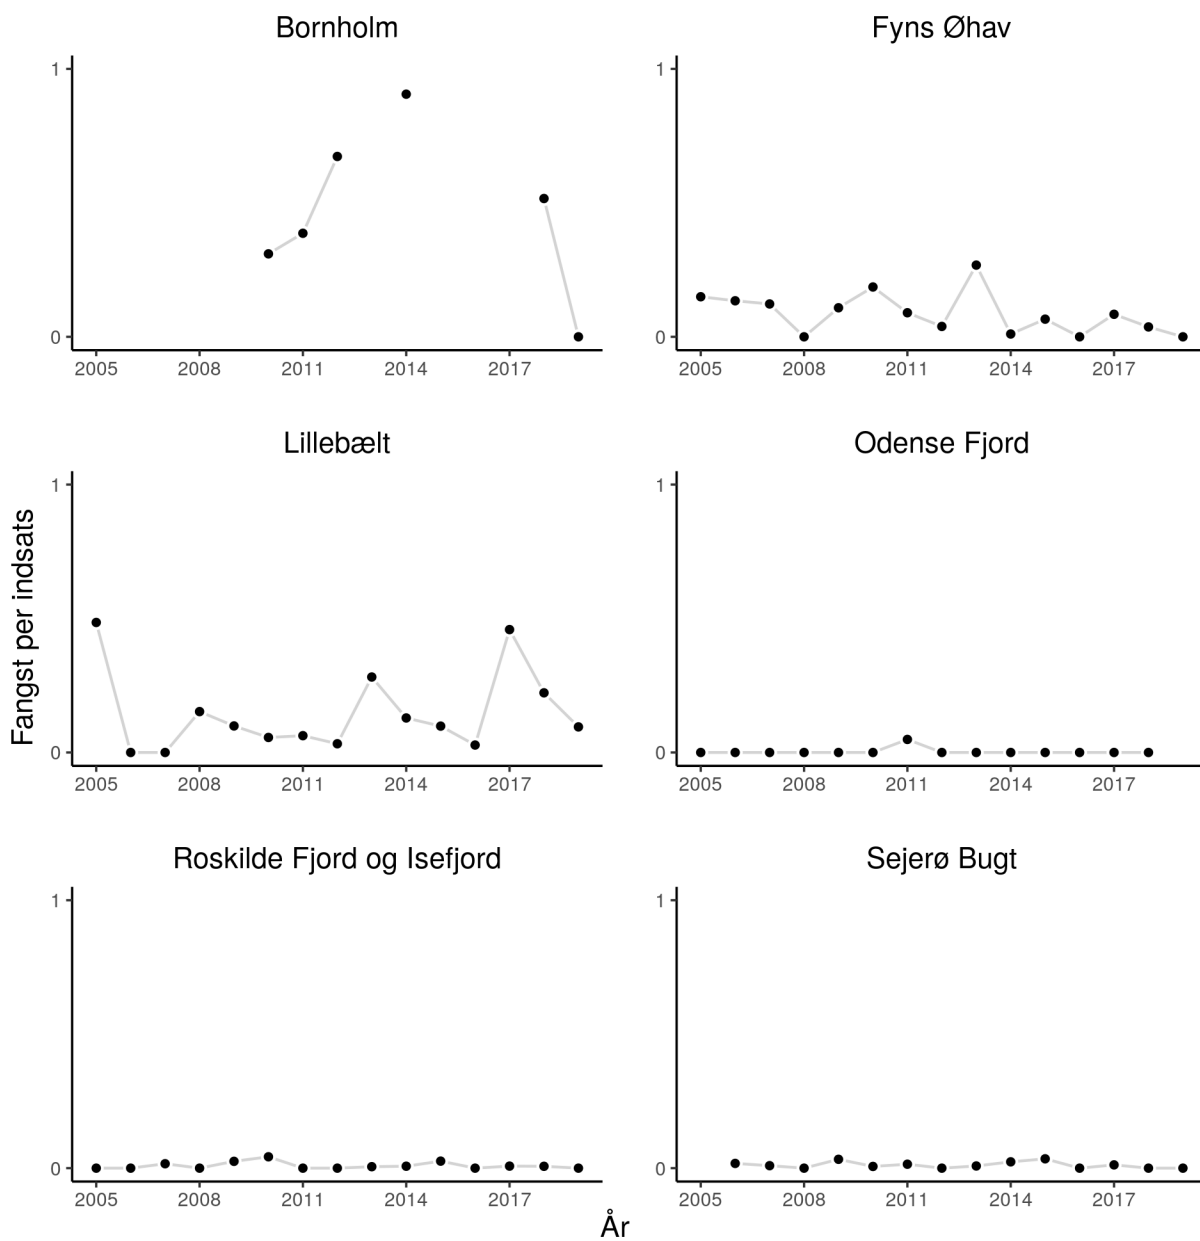 Bornholm
Fyns Øhav
1
0
2005 2008 2011 2014 2017
1
0
2005 2008 2011 2014 2017
Lillebælt
Odense Fjord
Fangst per indsats
1
0
2005 2008 2011 2014 2017
1
0
2005 2008 2011 2014 2017
Roskilde Fjord og Isefjord
Sejerø Bugt
1
0
2005 2008 2011 2014 2017
1
0
2005 2008 2011 2014 2017
År